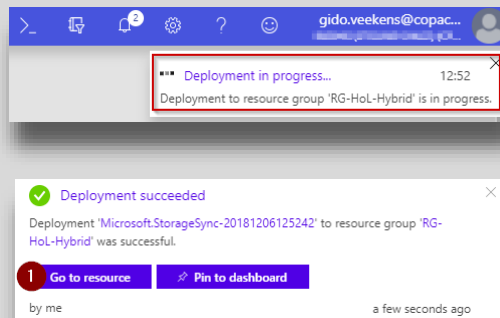 2
gido.veekens@copac...
Deployment in progress...
12:52
Deployment to resource group 'RG-HoL-Hybrid' is in progress.
Deployment succeeded
Deployment 'Microsoft.StorageSync-20181206125242' to resource group 'RG-
HoL-Hybrid' was successful.
1 Go to resource
Pin to dashboard
by me
a few seconds ago